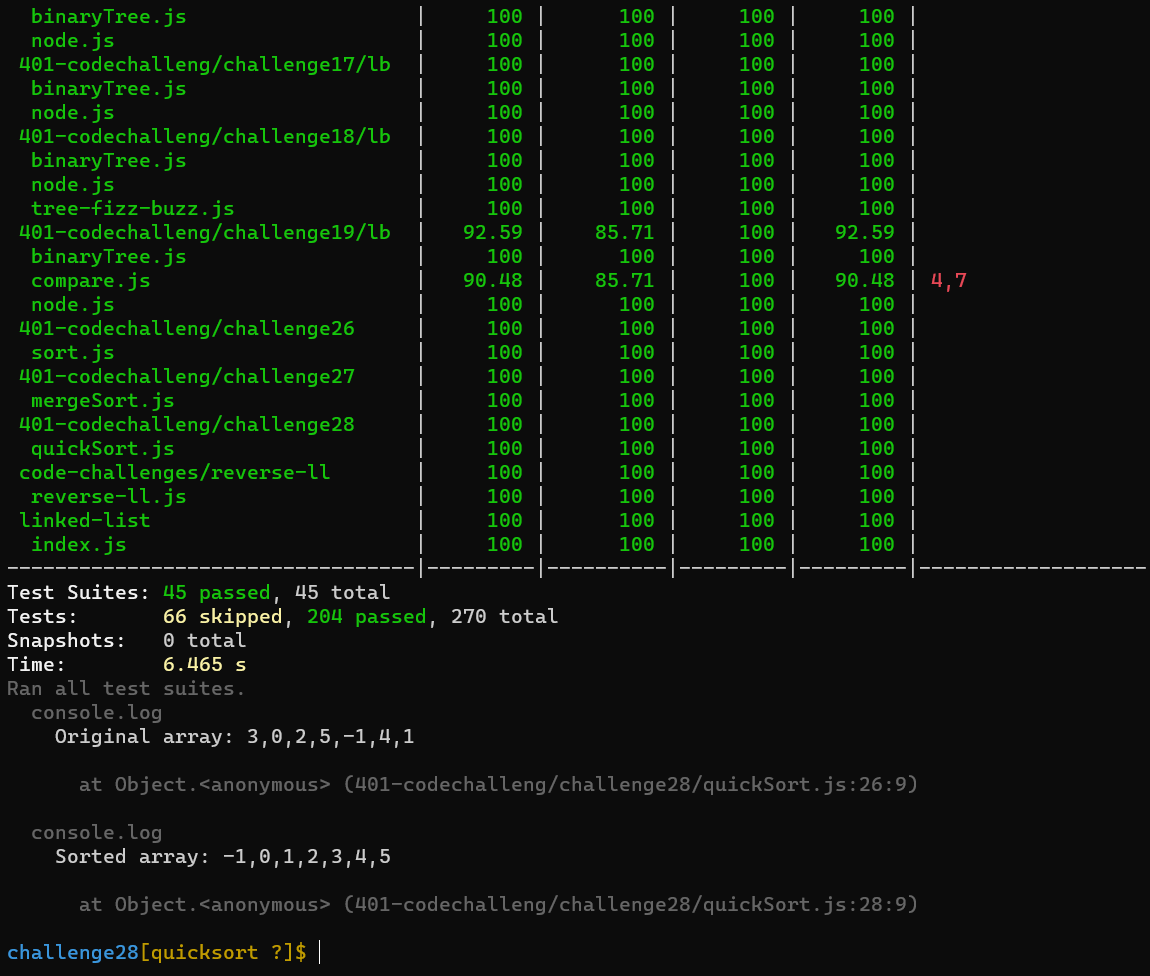 binaryTree.js | 100 | 100 | 100 | 100 |
node.js | 100 | 100 | 100 | 100 |
401-codechalleng/challenge17/lb | 100 | 100 | 100 | 100 |
binaryTree.js | 100 | 100 | 100 | 100 |
node.js | 100 | 100 | 100 | 100 |
401-codechalleng/challenge18/lb | 100 | 100 | 100 | 100 |
binaryTree.js | 100 | 100 | 100 | 100 |
node.js | 100 | 100 | 100 | 100 |
tree-fizz-buzz.js | 100 | 100 | 100 | 100 |
401-codechalleng/challenge19/lb | 92.59 | 85.71 | 100 | 92.59 |
binaryTree.js | 100 | 100 | 100 | 100 |
compare.js | 90.48 | 85.71 | 100 | 90.48 | 4,7
node.js | 100 | 100 | 100 | 100 |
401-codechalleng/challenge26 | 100 | 100 | 100 | 100 |
sort.js | 100 | 100 | 100 | 100 |
401-codechalleng/challenge27 | 100 | 100 | 100 | 100 |
mergeSort.js | 100 | 100 | 100 | 100 |
401-codechalleng/challenge28 | 100 | 100 | 100 | 100 |
quickSort.js | 100 | 100 | 100 | 100 |
code-challenges/reverse-ll | 100 | 100 | 100 | 100 |
reverse-ll.js | 100 | 100 | 100 | 100 |
linked-list | 100 | 100 | 100 | 100 |
index.js | 100 | 100 | 100 | 100 |
----------------------------------|---------|----------|---------|---------|-------------------
Test Suites: 45 passed, 45 total
Tests: 66 skipped, 204 passed, 270 total
Snapshots: 0 total
Time: 6.465 s
Ran all test suites.
console.log
Original array: 3,0,2,5,-1,4,1
at Object.<anonymous> (401-codechalleng/challenge28/quickSort.js:26:9)
console.log
Sorted array: -1,0,1,2,3,4,5
at Object.<anonymous> (401-codechalleng/challenge28/quickSort.js:28:9)
challenge28[quicksort ?]$